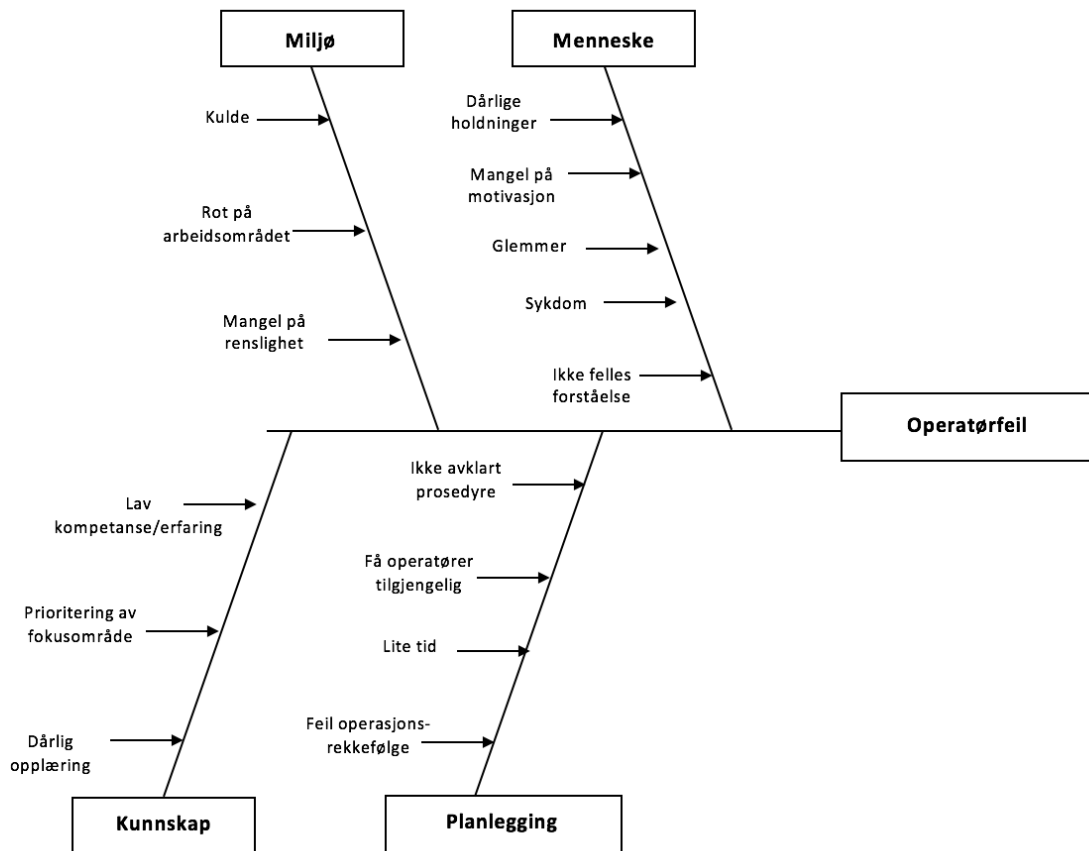 Miljø
Menneske
Kulde
Rot på
arbeidsområdet
Mangel på
renslighet
Dårlige
holdninger
Mangel på
motivasjon
Glemmer
Sykdom
Ikke felles
forståelse
Operatørfeil
Lav
kompetanse/erfaring
Prioritering av
fokusområde
Dårlig
opplæring
Ikke avklart
prosedyre
Få operatører
tilgjengelig
Lite tid
Feil operasjons-
rekkefølge
Kunnskap
Planlegging